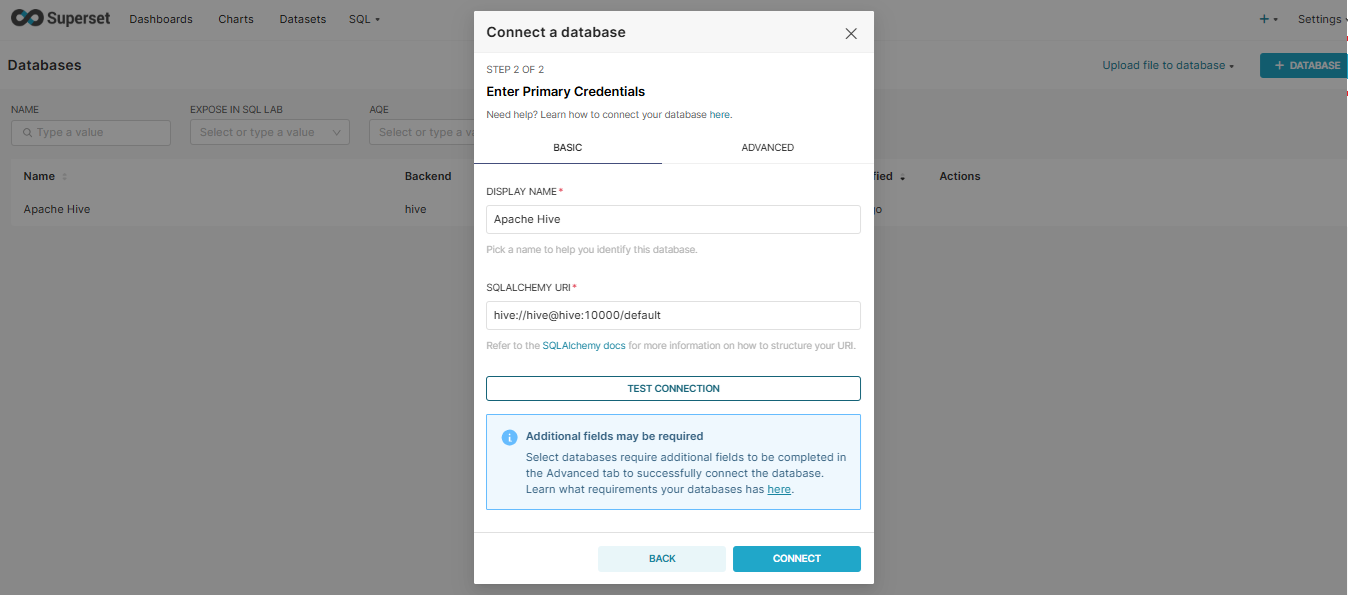 Superset Dashboards Charts Datasets SQL
Settings
Databases
Upload file to database
+ DATABASE
NAME
Type a value
EXPOSE IN SQL LAB
Select or type a value
AQE
Select or type a
Name Backend Actions
Apache Hive hive
Connect a database
STEP 2 OF 2
Enter Primary Credentials
Need help? Learn how to connect your database here.
BASIC ADVANCED
DISPLAY NAME*
Apache Hive
Pick a name to help you identify this database.
SQLALCHEMY URI*
hive://hive@hive:10000/default
Refer to the SQLAlchemy docs for more information on how to structure your URI.
TEST CONNECTION
Additional fields may be required
Select databases require additional fields to be completed in
the Advanced tab to successfully connect the database.
Learn what requirements your databases has here.
BACK CONNECT